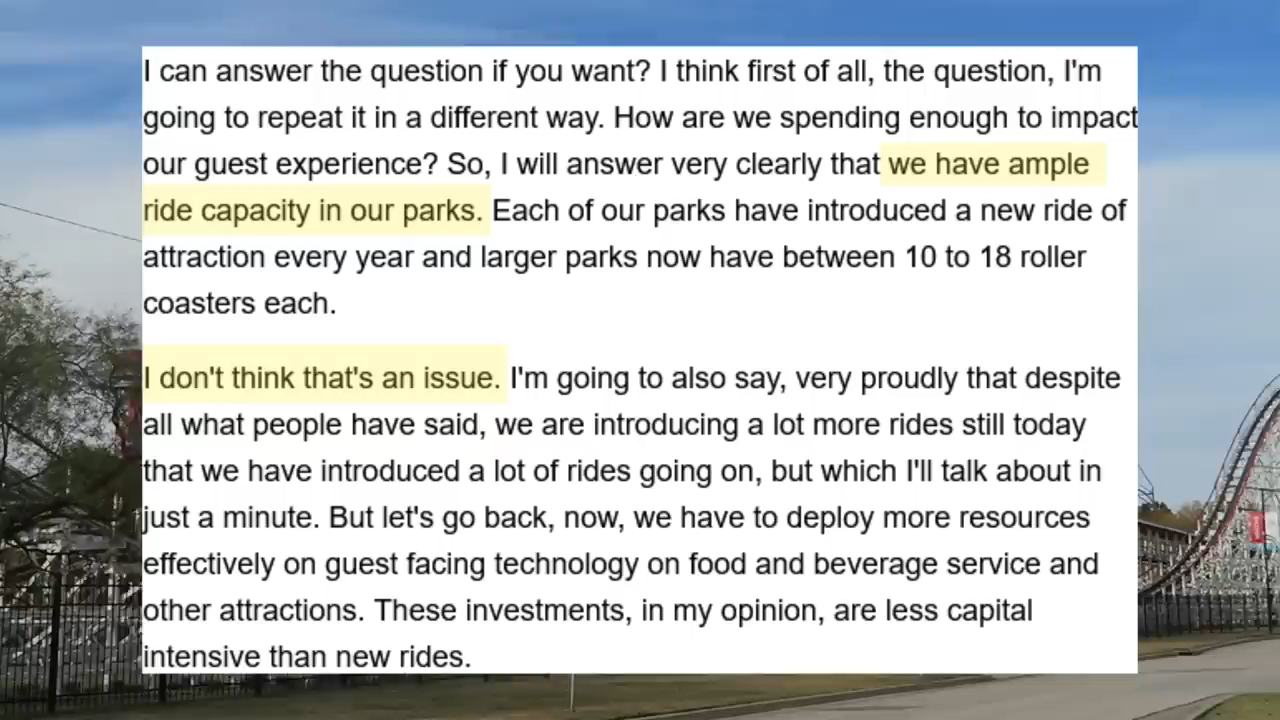 I can answer the question if you want? I think first of all, the question, I'm
going to repeat it in a different way. How are we spending enough to impact
our guest experience? So, I will answer very clearly that we have ample
ride capacity in our parks. Each of our parks have introduced a new ride of
attraction every year and larger parks now have between 10 to 18 roller
coasters each.
I don't think that's an issue. I'm going to also say, very proudly that despite
all what people have said, we are introducing a lot more rides still today
that we have introduced a lot of rides going on, but which I'll talk about in
just a minute. But let's go back, now, we have to deploy more resources
effectively on guest facing technology on food and beverage service and
other attractions. These investments, in my opinion, are less capital
intensive than new rides.